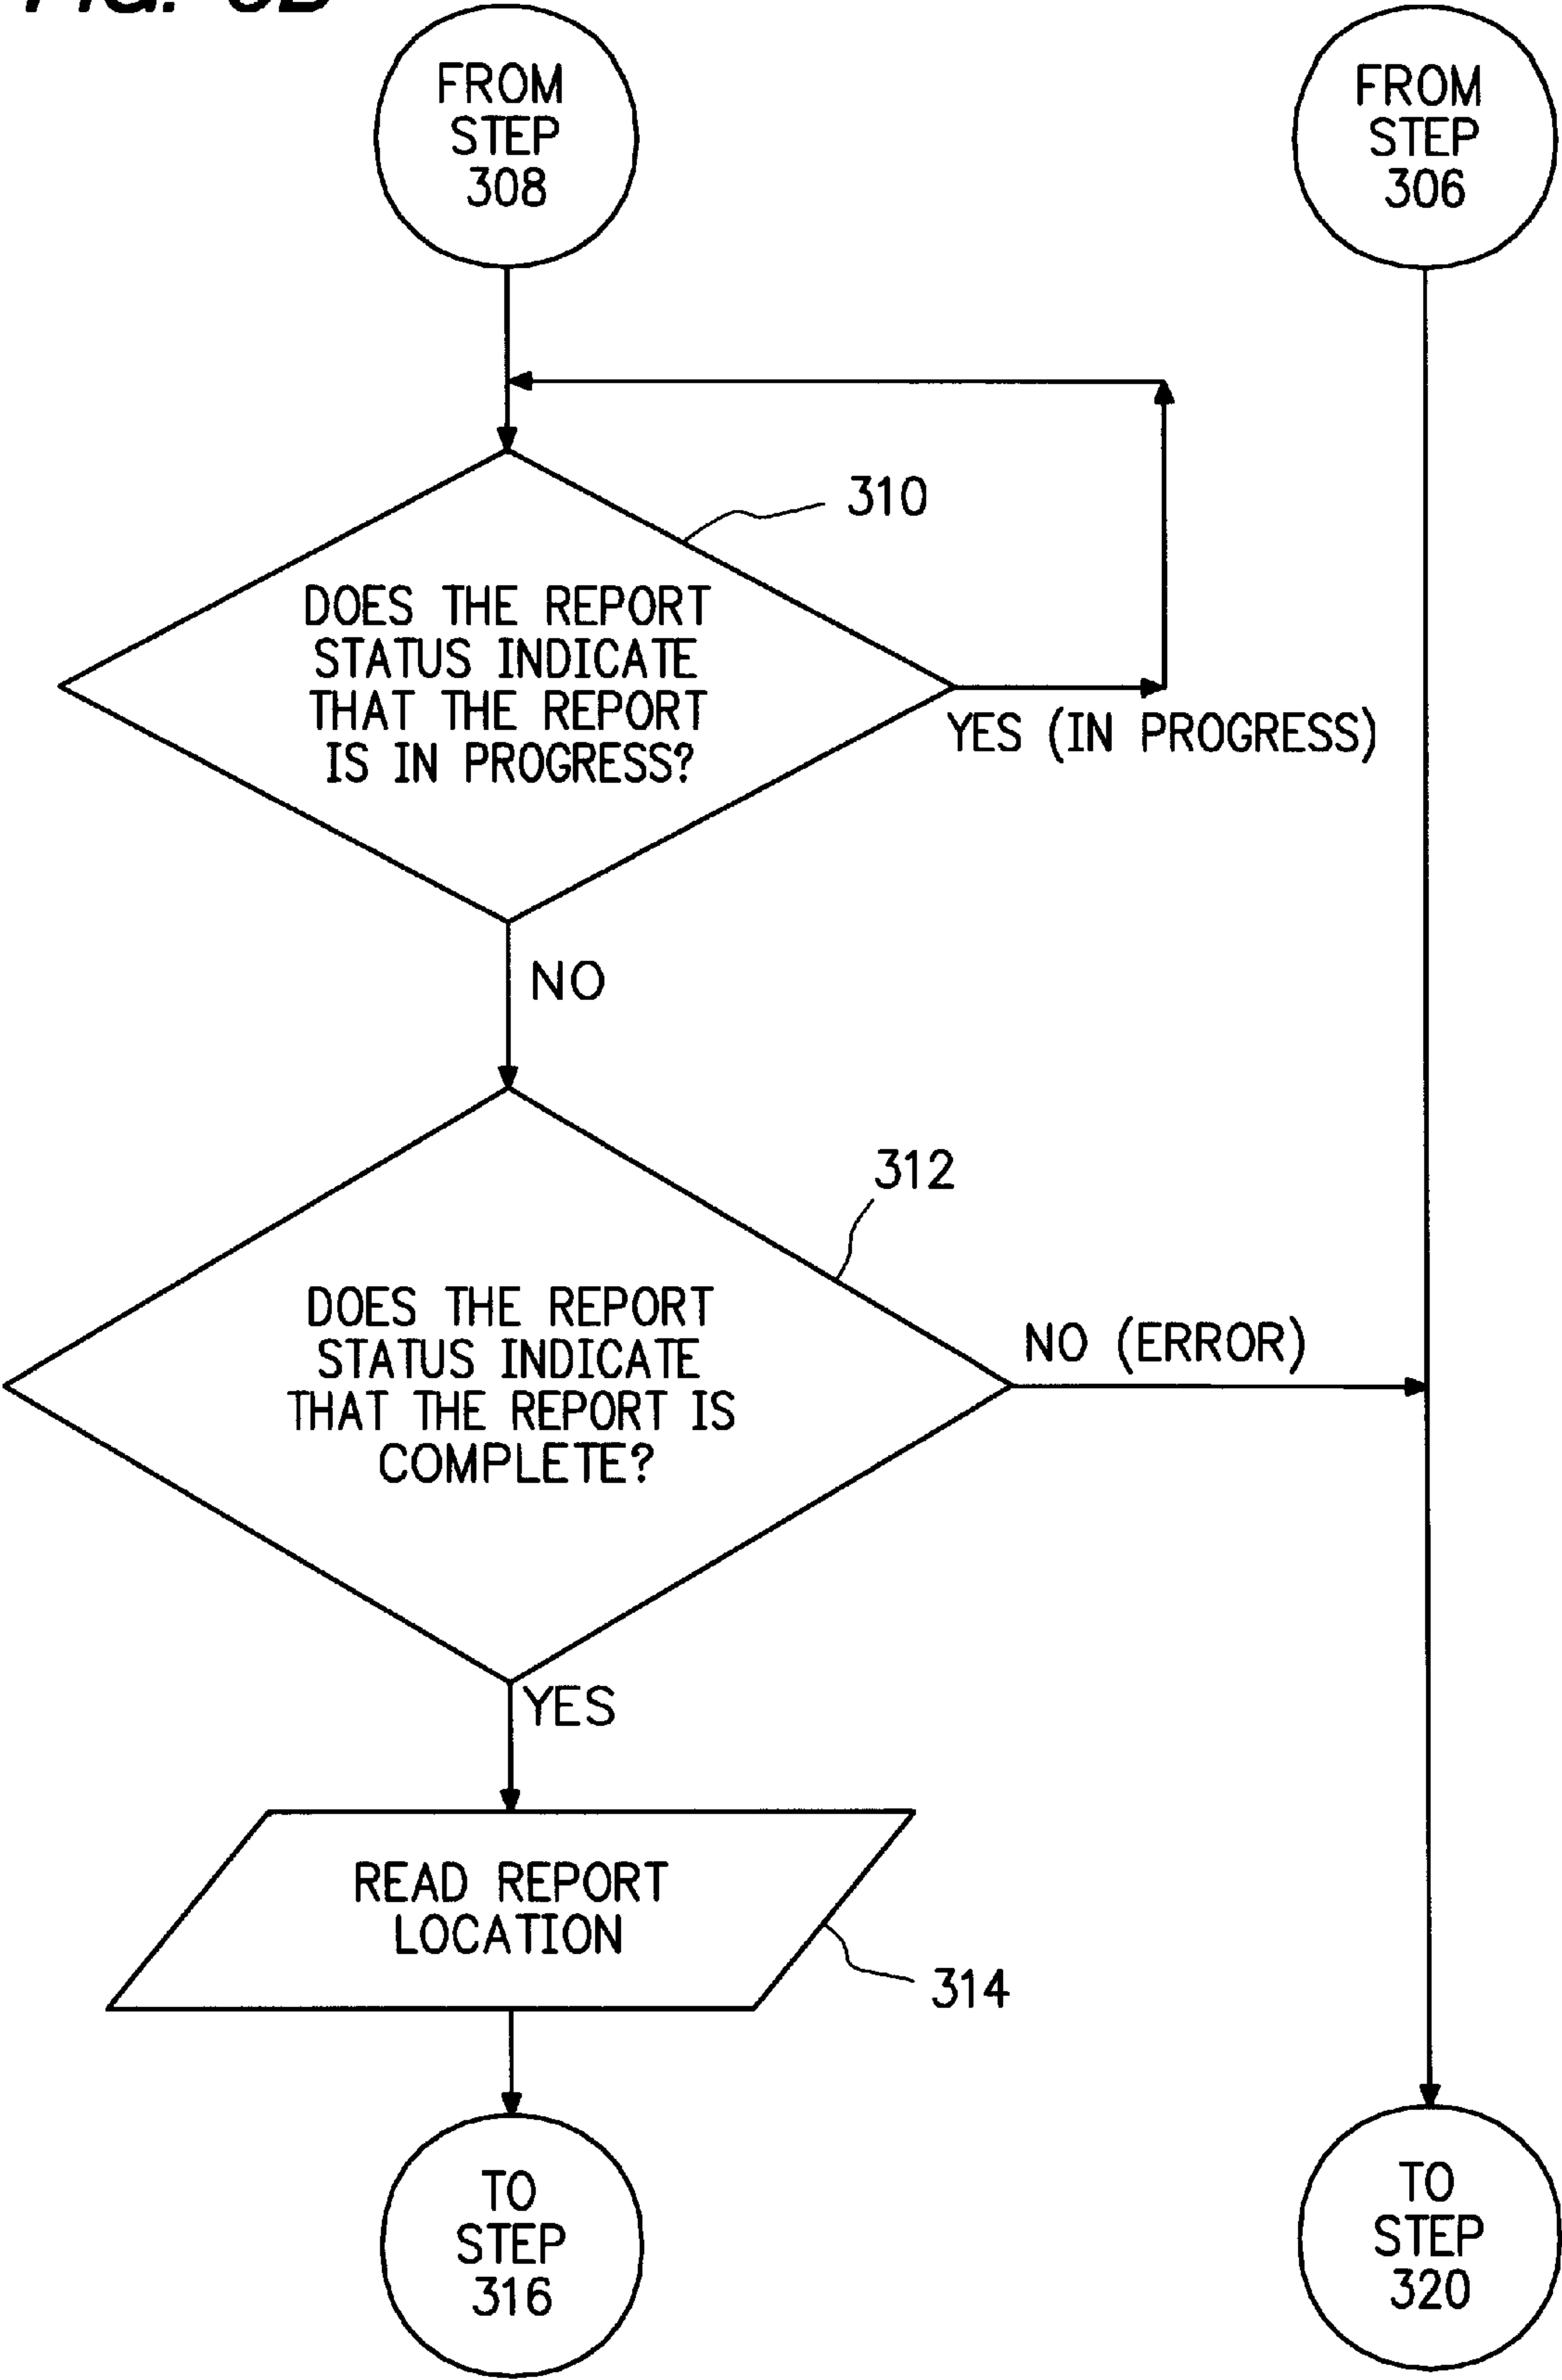 FROM
STEP
308
FROM
STEP
306
310
DOES THE REPORT
STATUS INDICATE
THAT THE REPORT
IS IN PROGRESS?
YES (IN PROGRESS)
NO
312
DOES THE REPORT
STATUS INDICATE
THAT THE REPORT IS
COMPLETE?
NO (ERROR)
YES
READ REPORT
LOCATION
314
TO
STEP
316
TO
STEP
320